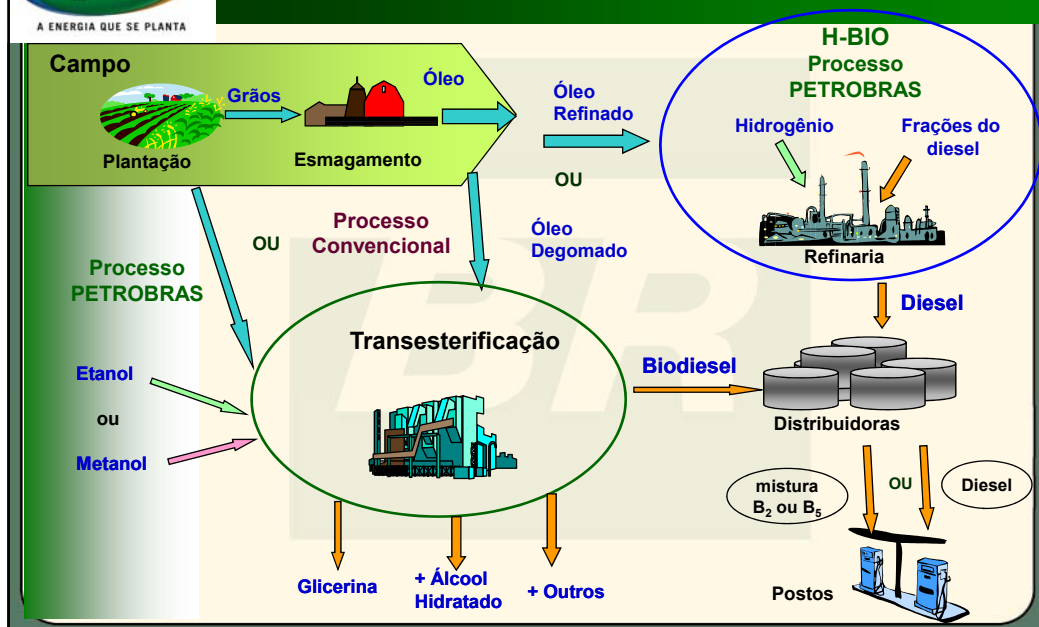 A ENERGIA QUE SE PLANTA
Campo
Grãos
Óleo
Plantação
Esmagamento
Óleo
Refinado
OU
Óleo
Degomado
H-BIO
Processo
PETROBRAS
Hidrogênio
Frações do
diesel
Refinaria
OU
Processo
Convencional
Processo
PETROBRAS
Etanol
ou
Metanol
Transesterificação
Glicerina
+ Álcool
Hidratado
+ Outros
Biodiesel
Diesel
Distribuidoras
mistura
B2 ou B5
OU
Diesel
Postos
BR